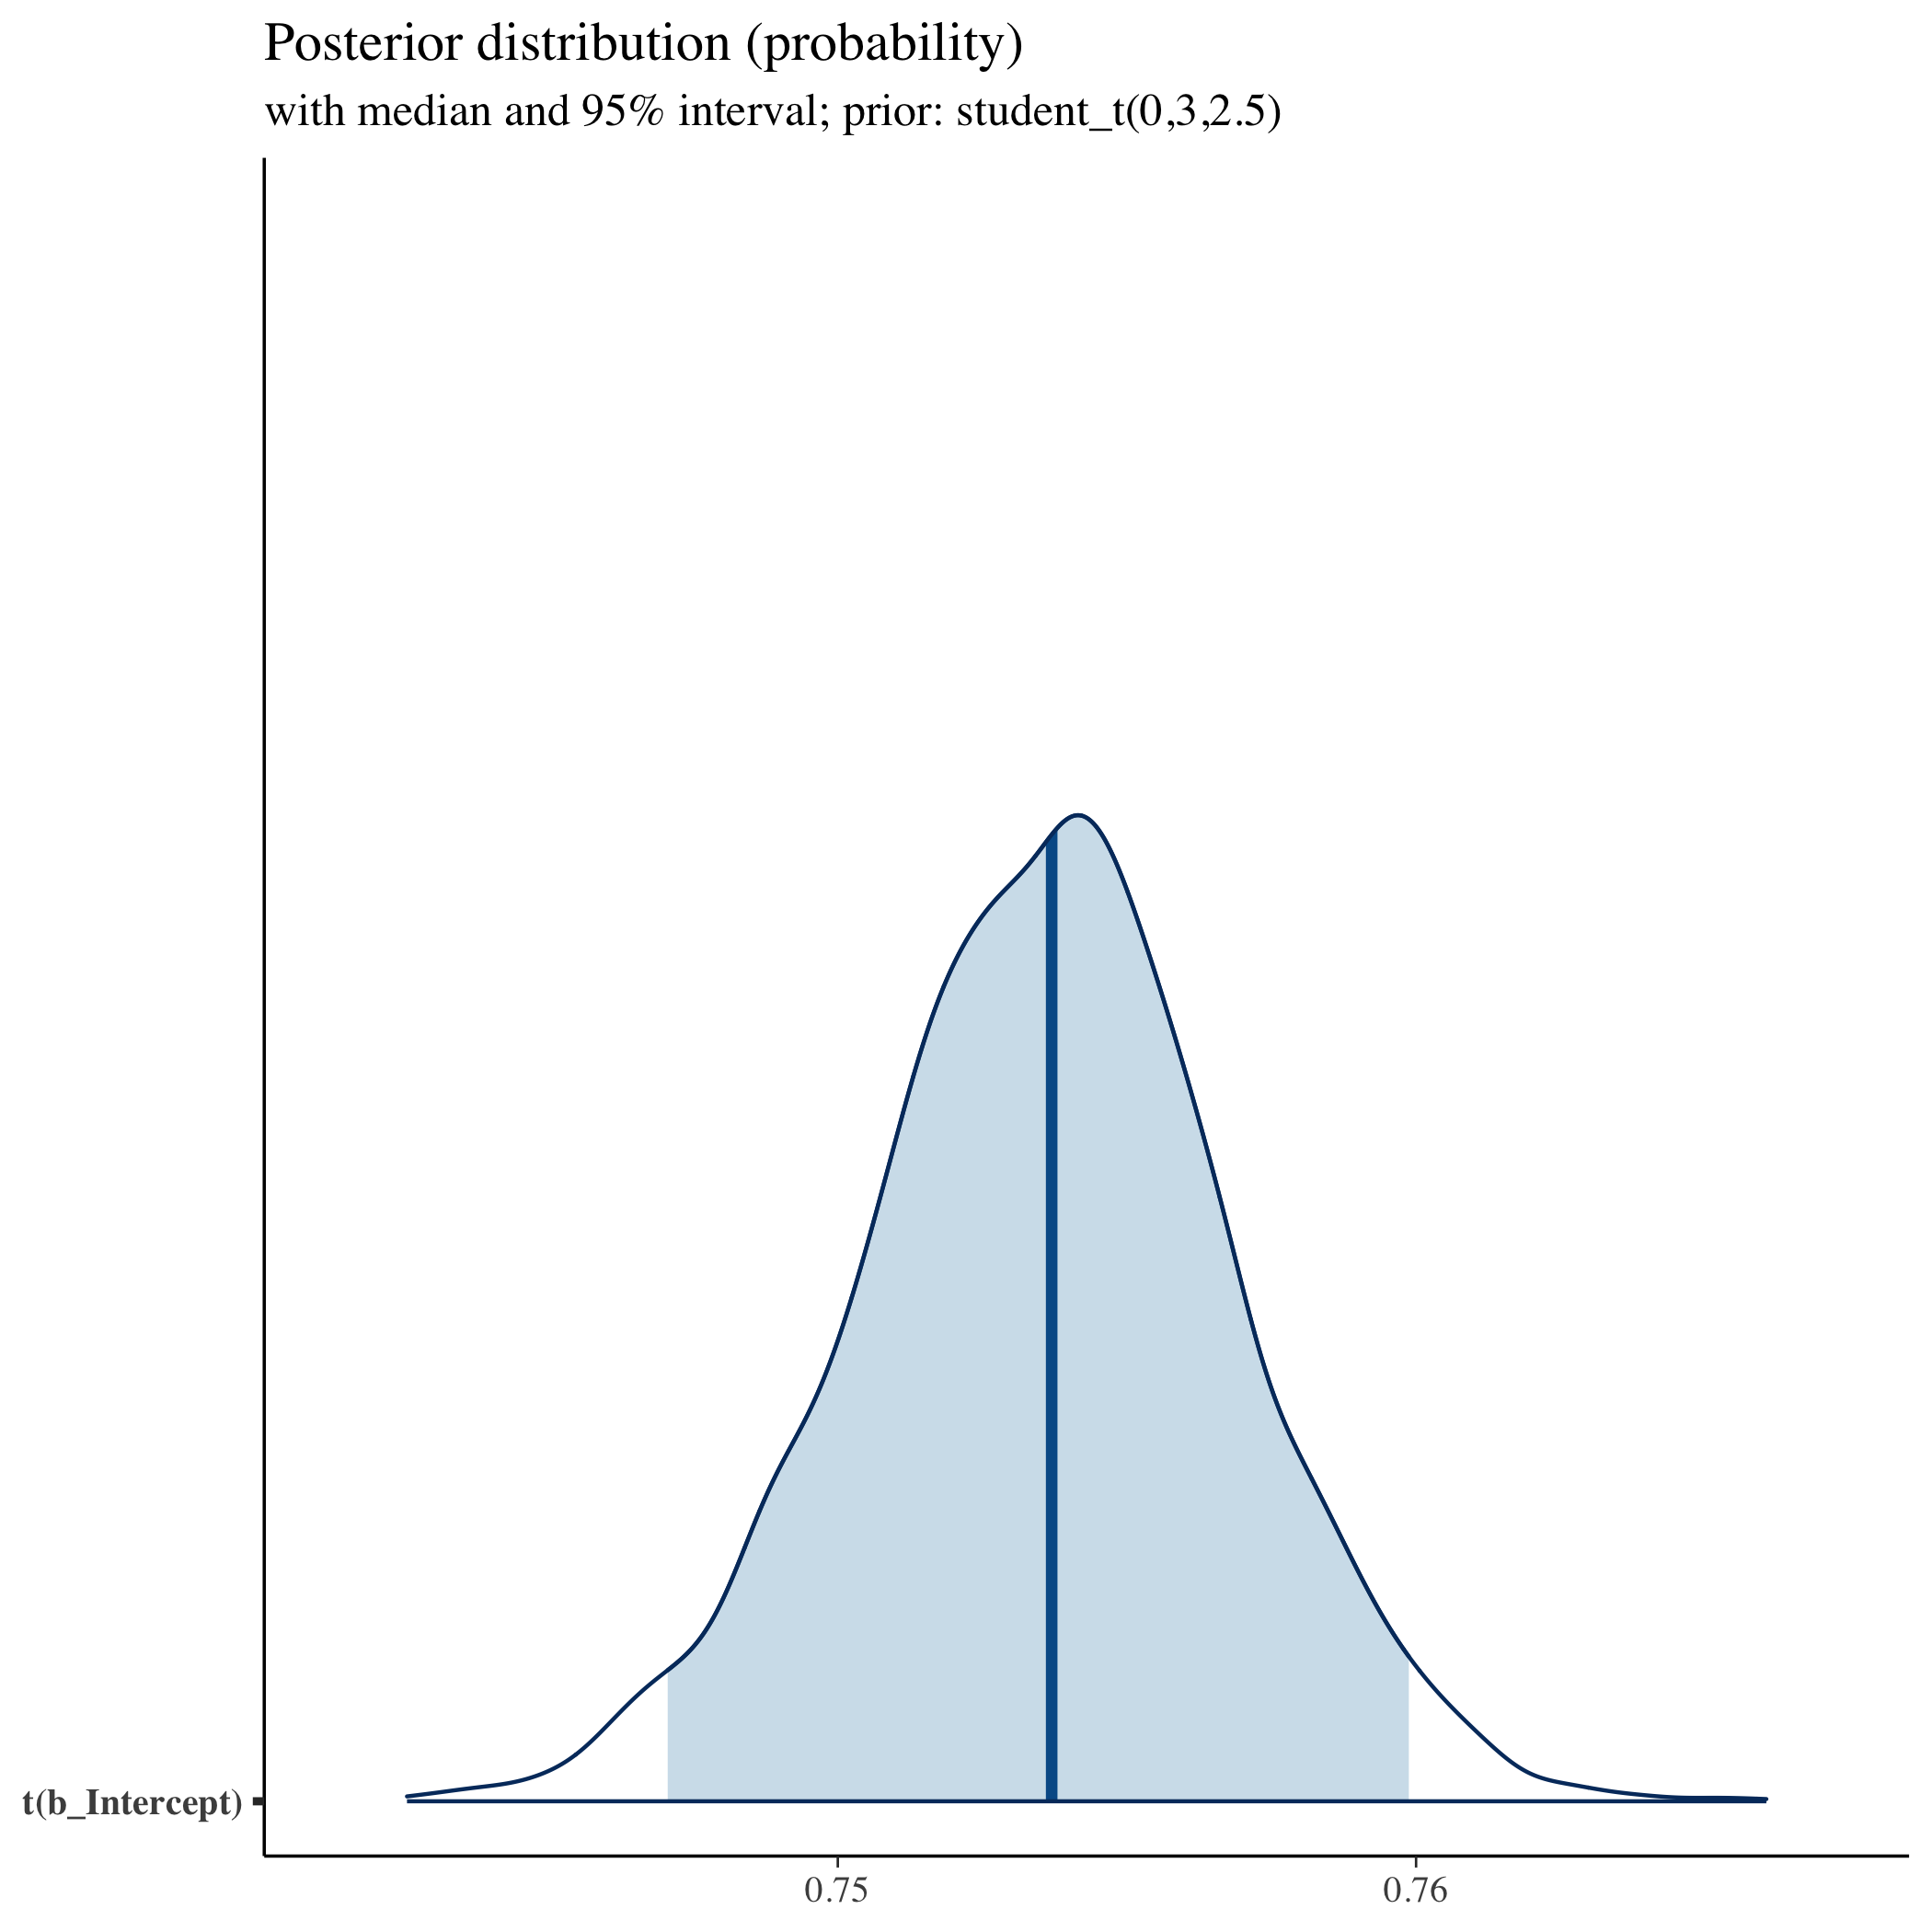 Posterior distribution (probability)
with median and 95% interval; prior: student_t(0,3,2.5)
t(b_Intercept)
0.75 0.76